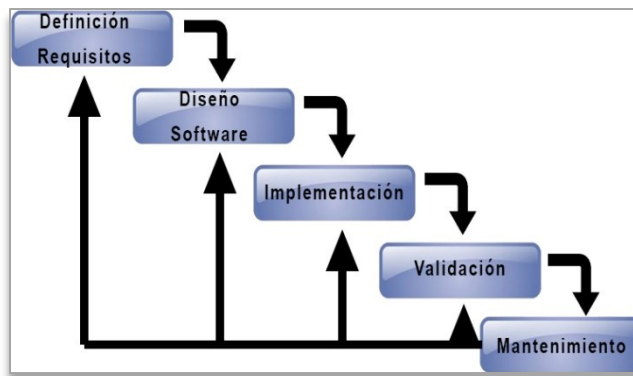 Definición
Requisitos
Diseño
Software
Implementación
Validación
Mantenimiento